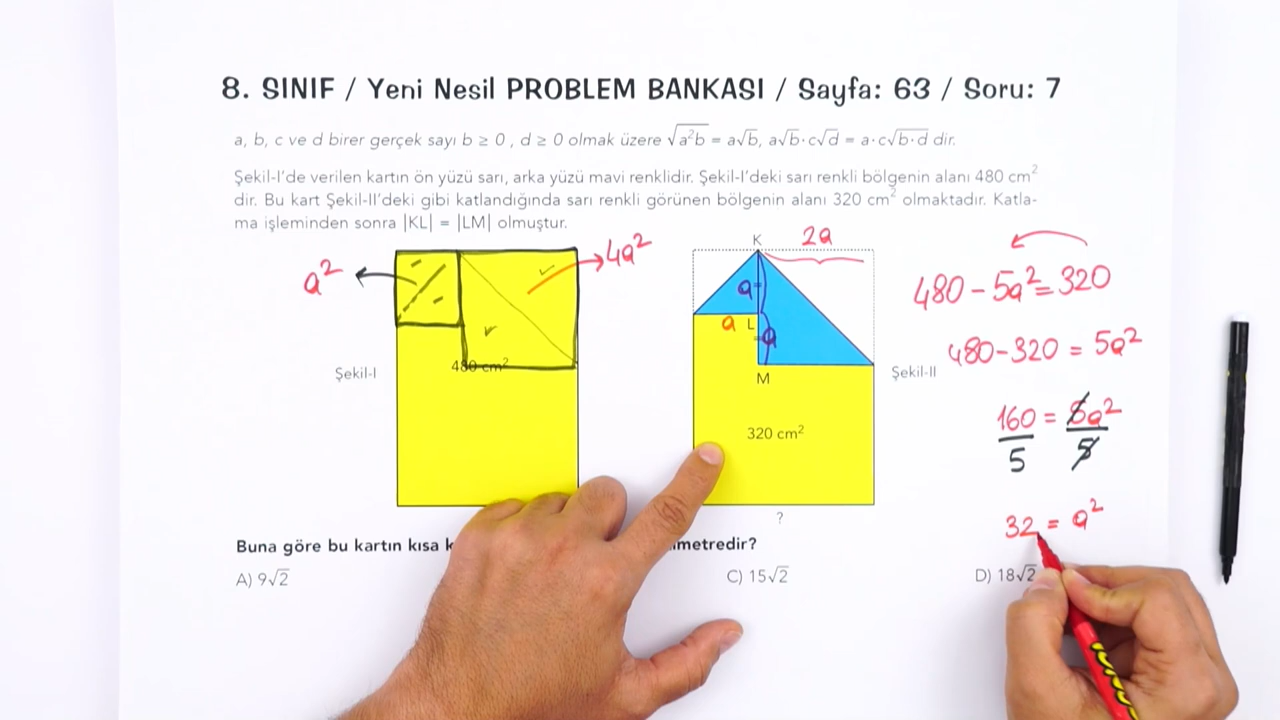 8. SINIF / Yeni Nesil PROBLEM BANKASI / Sayfa: 63 / Soru: 7
a, b, c ve d birer gerçek sayı b ≥ 0 , d ≥ 0 olmak üzere √a²b = a√b, a√b·c√d = a·c√b·d dir.
Şekil-I'de verilen kartın ön yüzü sarı, arka yüzü mavi renklidir. Şekil-I'deki sarı renkli bölgenin alanı 480 cm²
dir. Bu kart Şekil-II'deki gibi katlandığında sarı renkli görünen bölgenin alanı 320 cm² olmaktadır. Katla-
ma işleminden sonra |KL| = |LM| olmuştur.
a²
4a²
Şekil-I
480 cm²
K
2a
a
a
L
a
M
320 cm²
?
Şekil-II
480 - 5a² = 320
480-320 = 5a²
160 = 5a²
5 5
32 = a²
Buna göre bu kartın kısa k
metredir?
A) 9√2
C) 15√2
D) 18√2